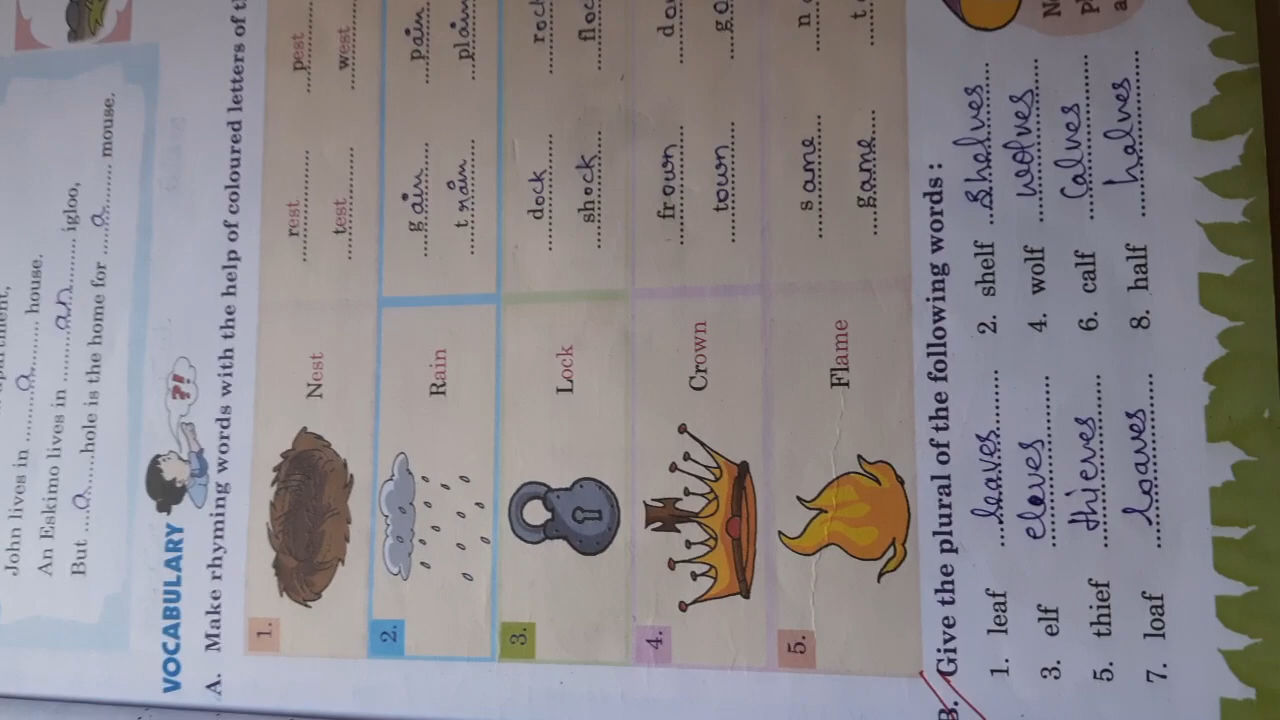 John lives in ...a... house.
An Eskimo lives in ...an... igloo,
But ...a...hole is the home for ...a... mouse.
VOCABULARY
?!
A. Make rhyming words with the help of coloured letters of
1. Nest rest pest
test west
2. Rain gain pain
train plain
3. Lock dock
shock
4. Crown frown
town
5. Flame same
game
B. Give the plural of the following words:
1. leaf leaves 2. shelf shelves
3. elf eleves 4. wolf wolves
5. thief thieves 6. calf Calves
7. loaf loaves 8. half halves